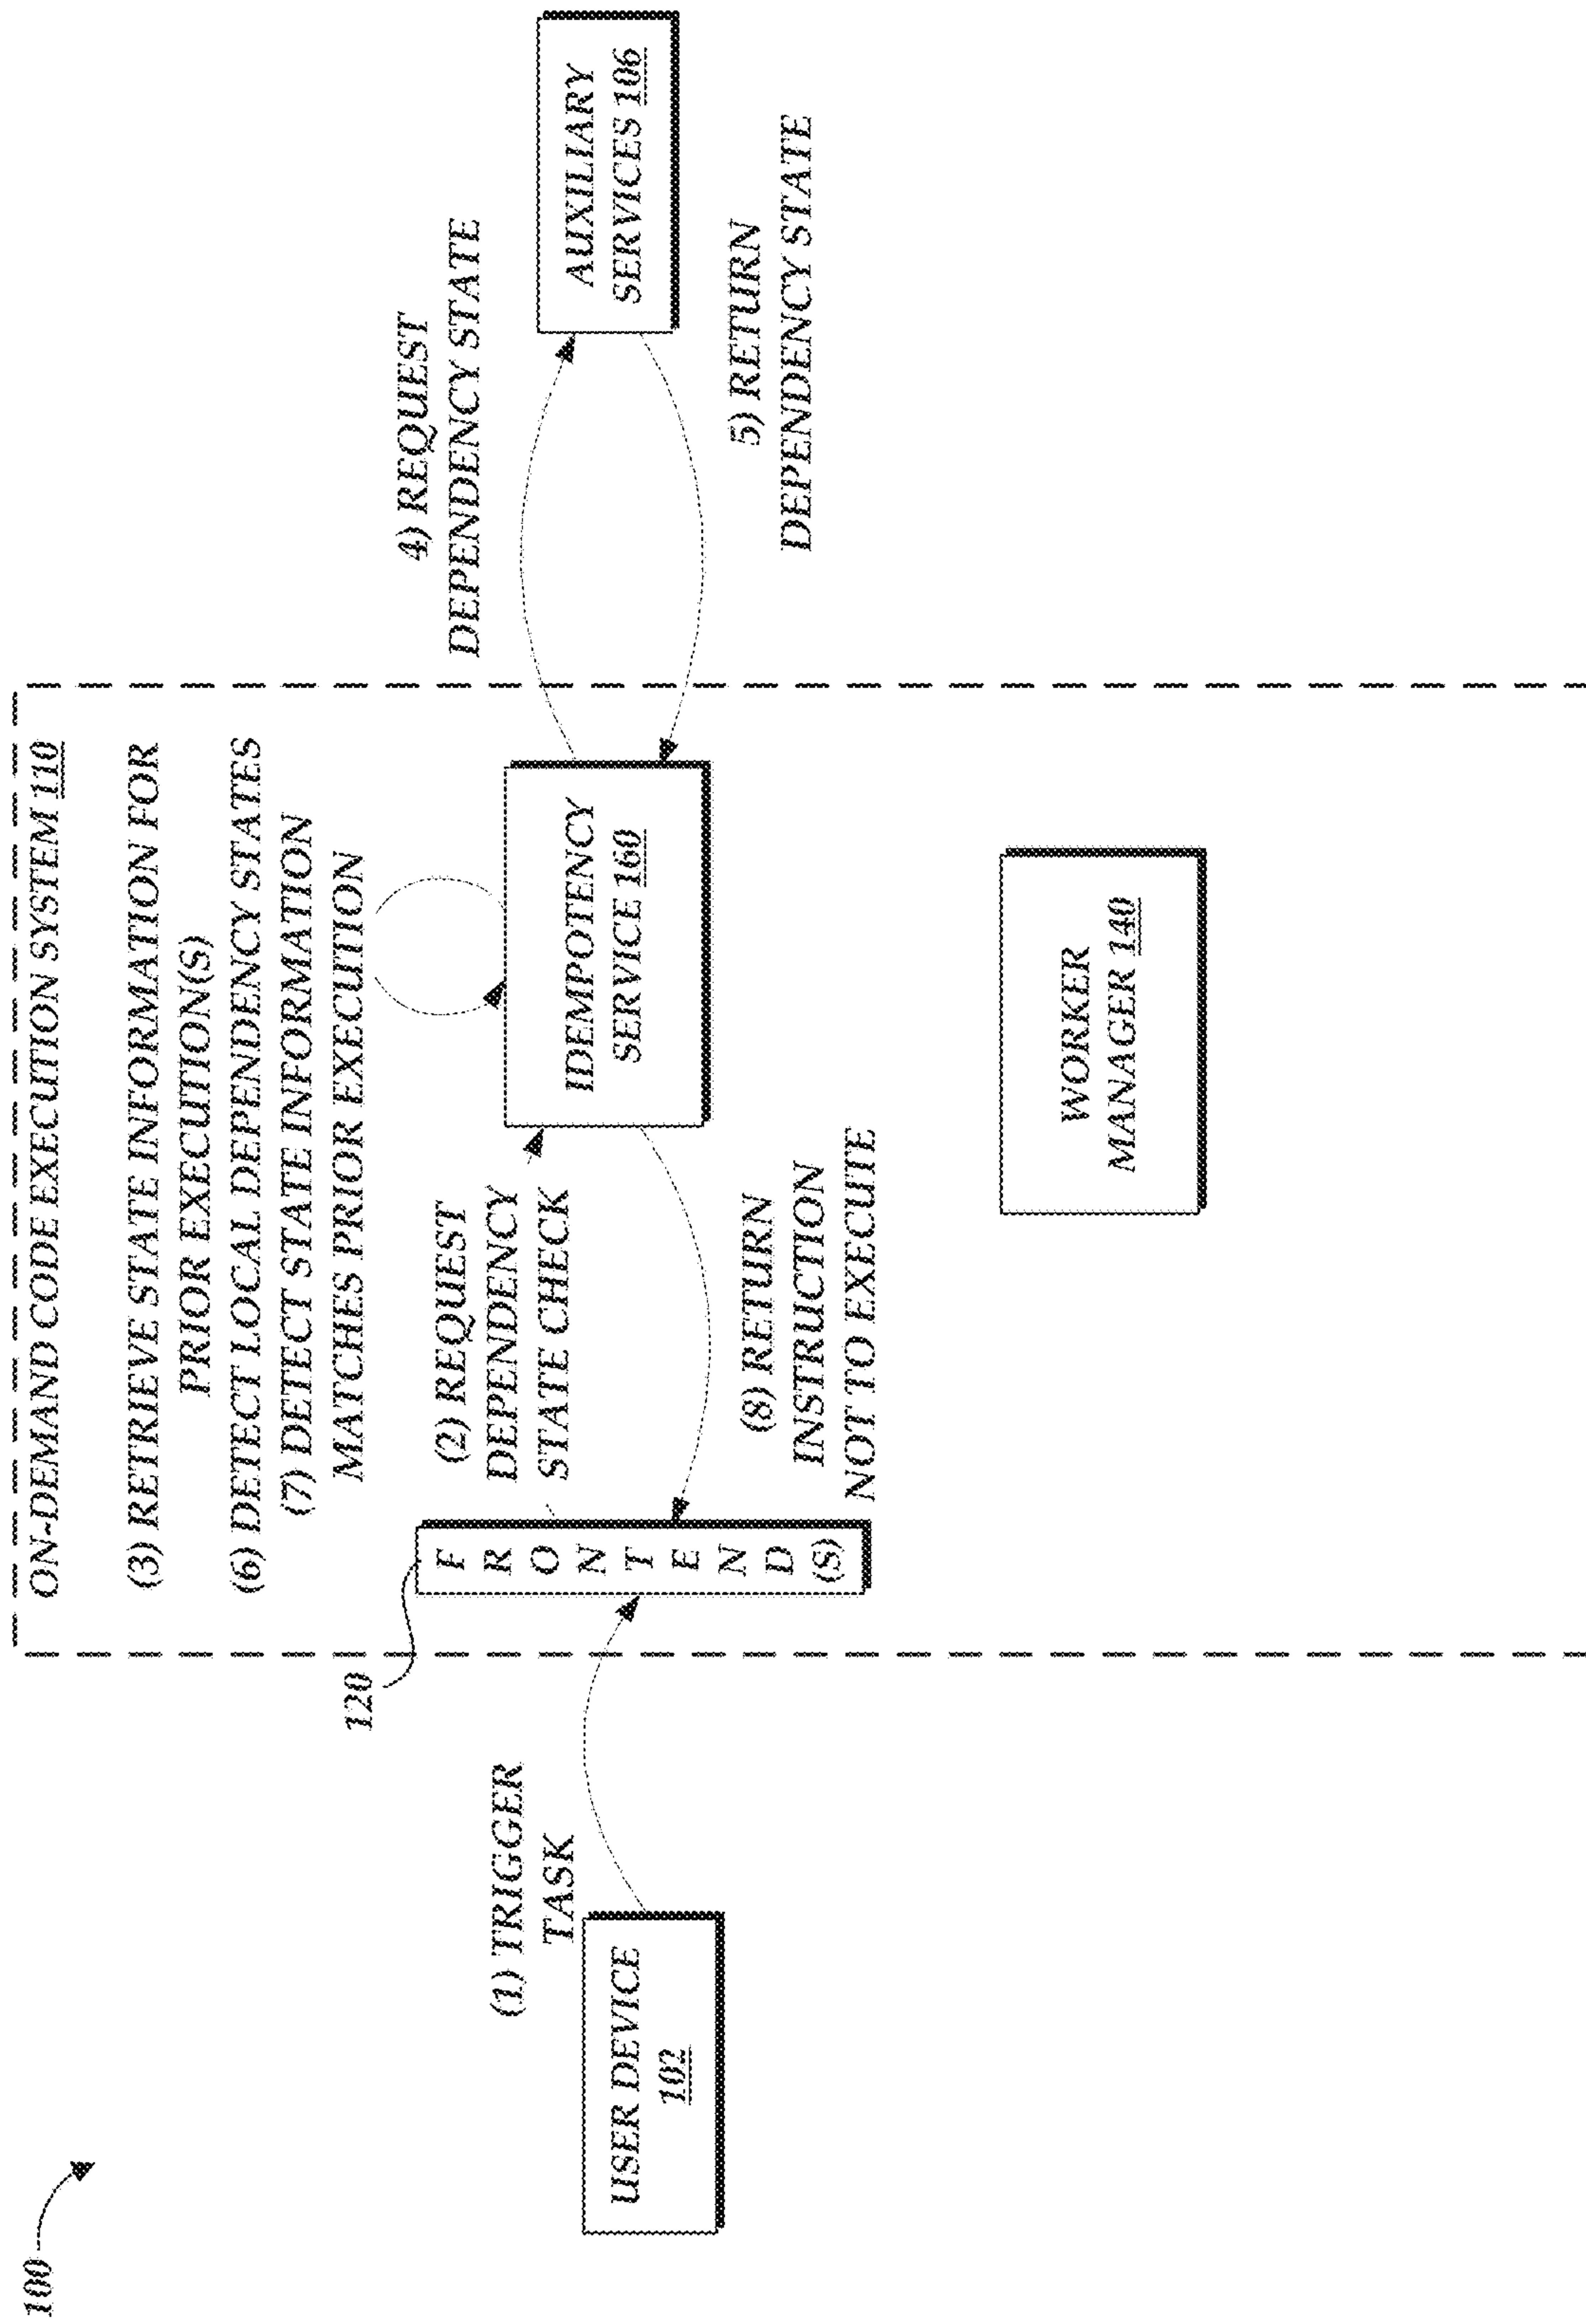 100
ON-DEMAND CODE EXECUTION SYSTEM 110
(3) RETRIEVE STATE INFORMATION FOR
PRIOR EXECUTION(S)
(6) DETECT LOCAL DEPENDENCY STATES
(7) DETECT STATE INFORMATION
MATCHES PRIOR EXECUTION
120
(1) TRIGGER
TASK
USER DEVICE
102
F
R
O
N
T
E
N
D
(S)
(2) REQUEST
DEPENDENCY
STATE CHECK
IDEMPOTENCY
SERVICE 160
(8) RETURN
INSTRUCTION
NOT TO EXECUTE
4) REQUEST
DEPENDENCY STATE
AUXILIARY
SERVICES 106
5) RETURN
DEPENDENCY STATE
WORKER
MANAGER 140